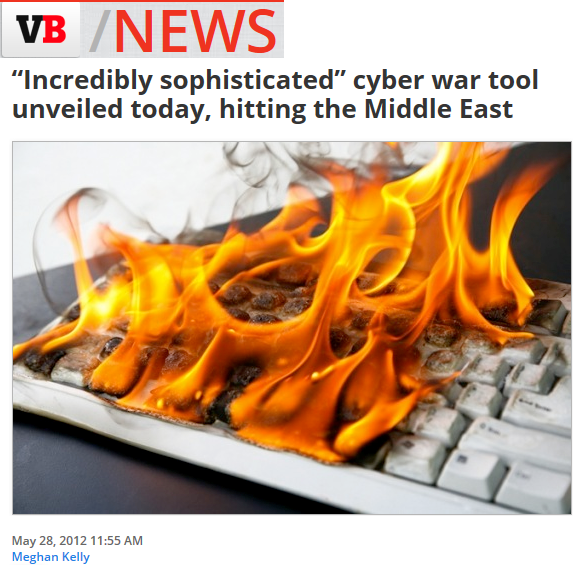 VB /NEWS
“Incredibly sophisticated” cyber war tool
unveiled today, hitting the Middle East
May 28, 2012 11:55 AM
Meghan Kelly